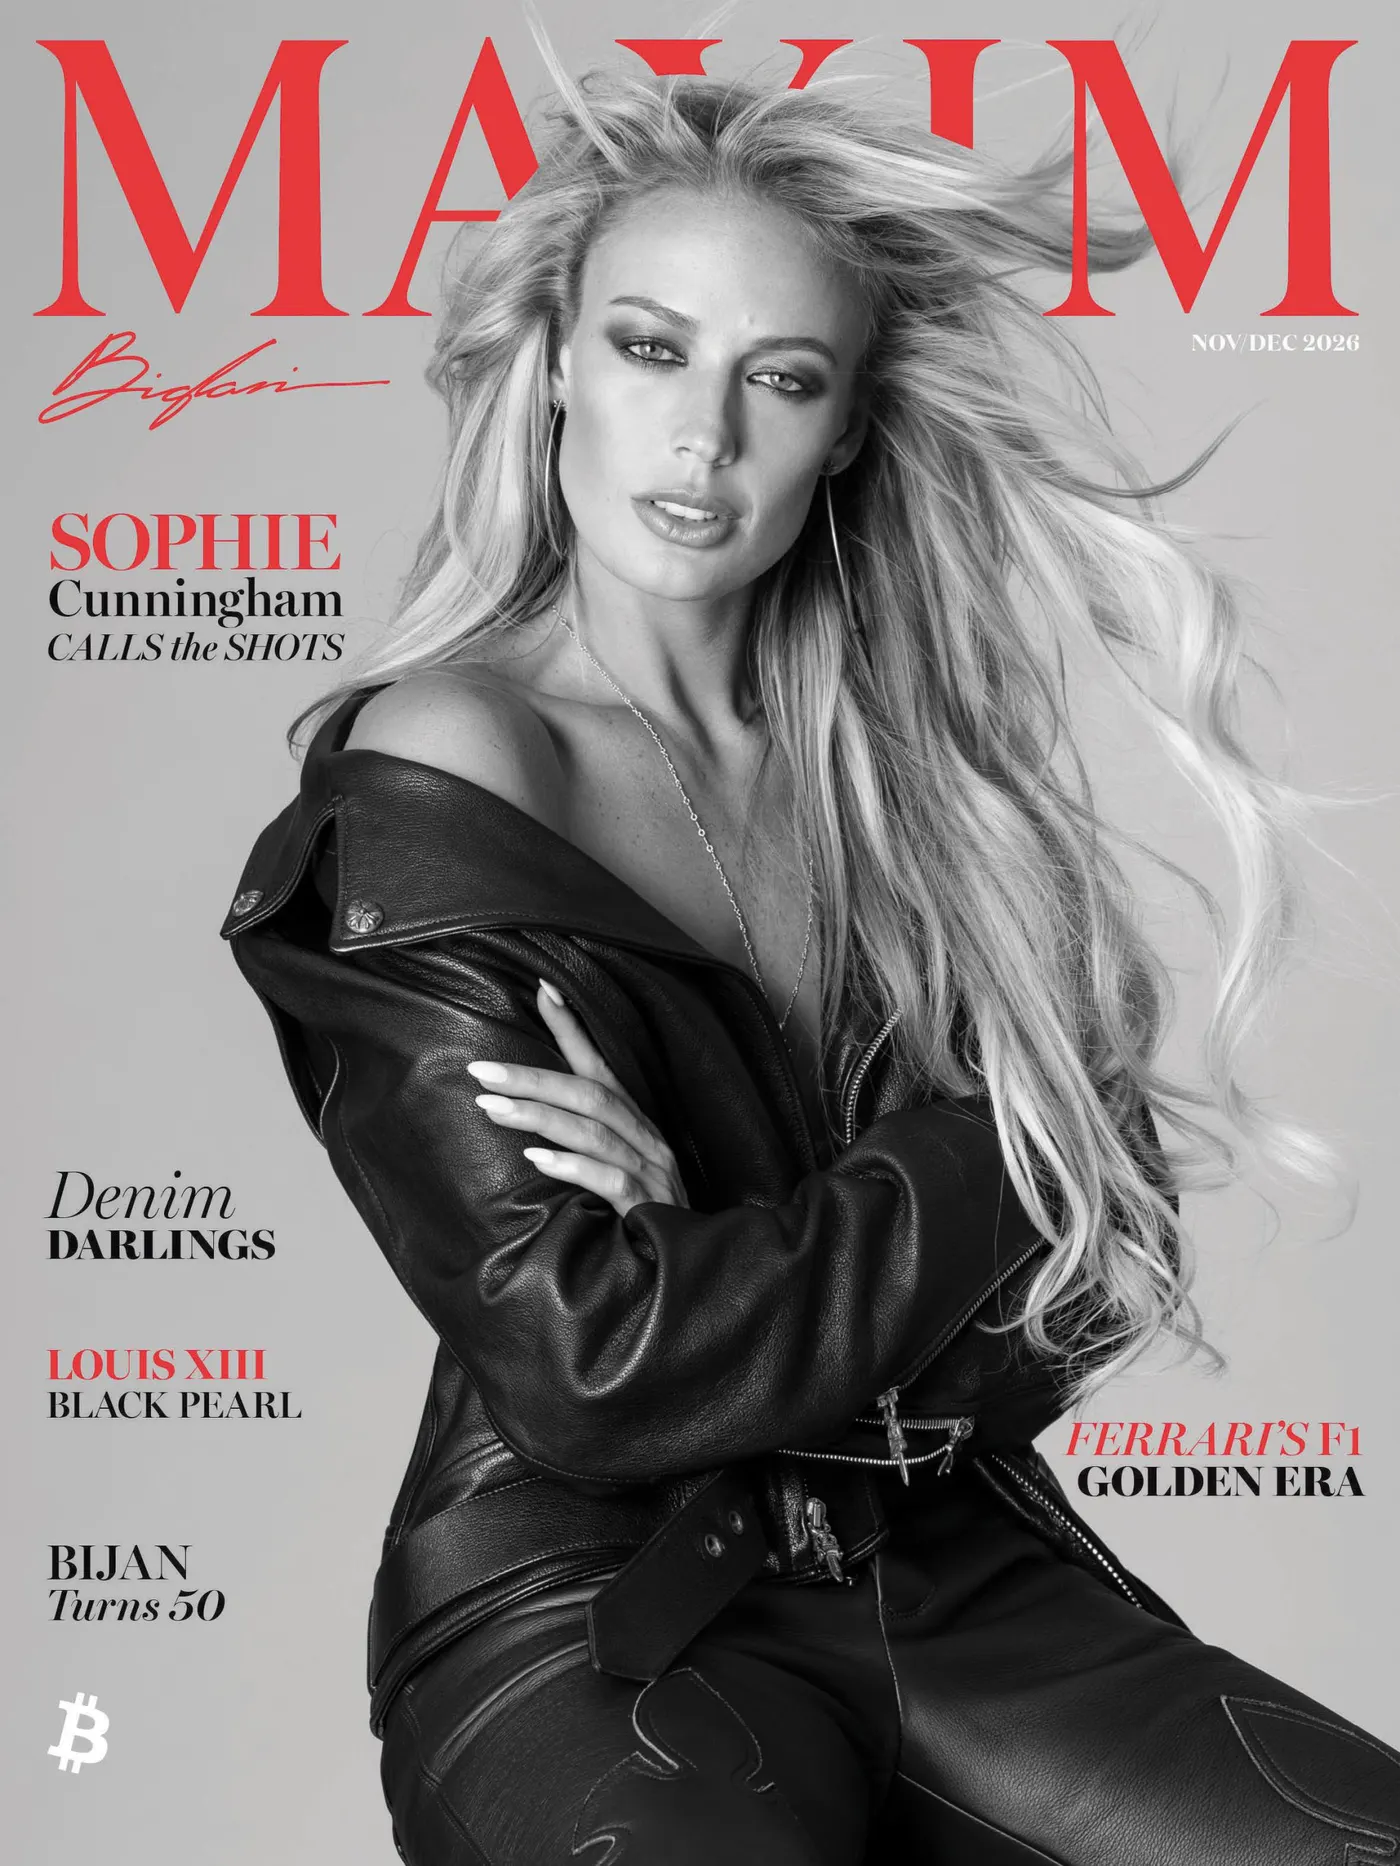 MAXIM
Biglari
NOV/DEC 2026
SOPHIE
Cunningham
CALLS the SHOTS
Denim
DARLINGS
LOUIS XIII
BLACK PEARL
FERRARI'S F1
GOLDEN ERA
BIJAN
Turns 50
₿